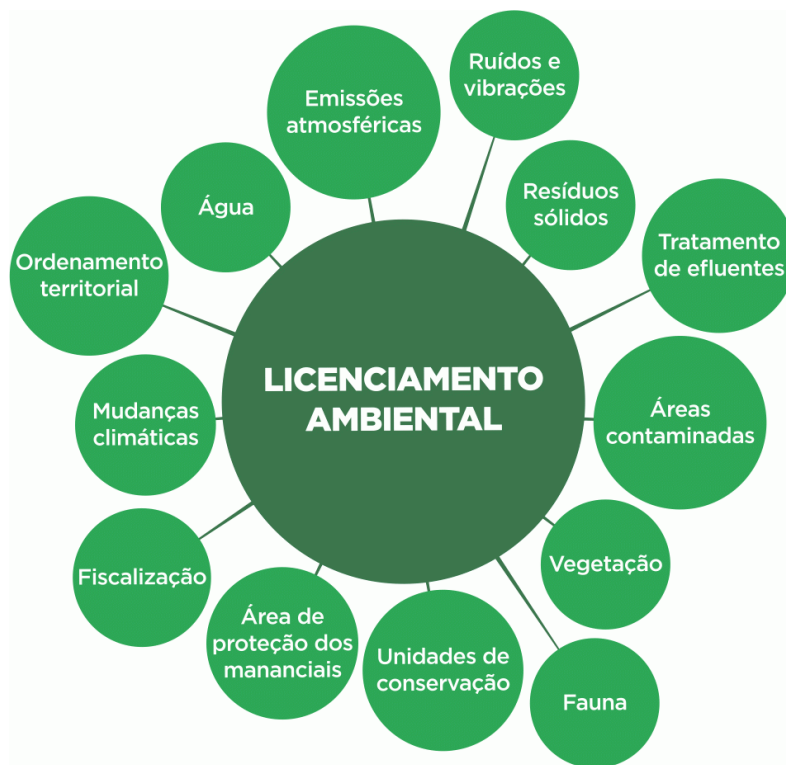 Ruídos e
vibrações
Emissões
atmosféricas
Resíduos
sólidos
Água
Tratamento
de efluentes
Ordenamento
territorial
LICENCIAMENTO
AMBIENTAL
Áreas
contaminadas
Mudanças
climáticas
Vegetação
Fiscalização
Área de
proteção dos
mananciais
Unidades de
conservação
Fauna